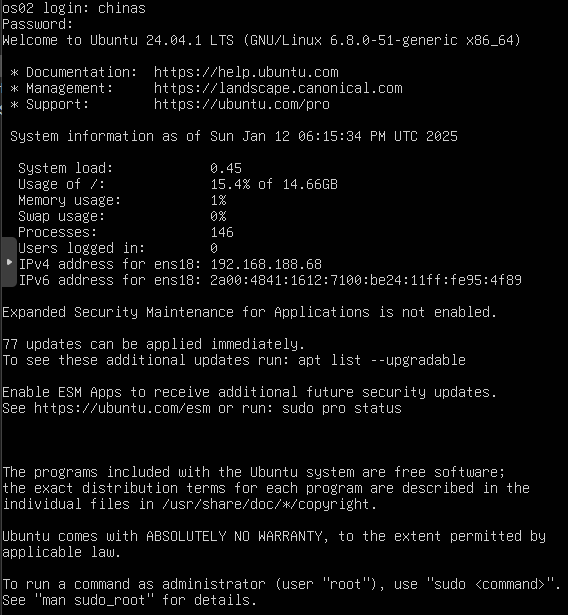 os02 login: chinas
Password:
Welcome to Ubuntu 24.04.1 LTS (GNU/Linux 6.8.0-51-generic x86_64)
* Documentation:  https://help.ubuntu.com
* Management:     https://landscape.canonical.com
* Support:        https://ubuntu.com/pro
System information as of Sun Jan 12 06:15:34 PM UTC 2025
System load:             0.45
Usage of /:              15.4% of 14.66GB
Memory usage:            1%
Swap usage:              0%
Processes:               146
Users logged in:         0
IPv4 address for ens18: 192.168.188.68
IPv6 address for ens18: 2a00:4841:1612:7100:be24:11ff:fe95:4f89
Expanded Security Maintenance for Applications is not enabled.
77 updates can be applied immediately.
To see these additional updates run: apt list --upgradable
Enable ESM Apps to receive additional future security updates.
See https://ubuntu.com/esm or run: sudo pro status
The programs included with the Ubuntu system are free software;
the exact distribution terms for each program are described in the
individual files in /usr/share/doc/*/copyright.
Ubuntu comes with ABSOLUTELY NO WARRANTY, to the extent permitted by
applicable law.
To run a command as administrator (user "root"), use "sudo <command>".
See "man sudo_root" for details.